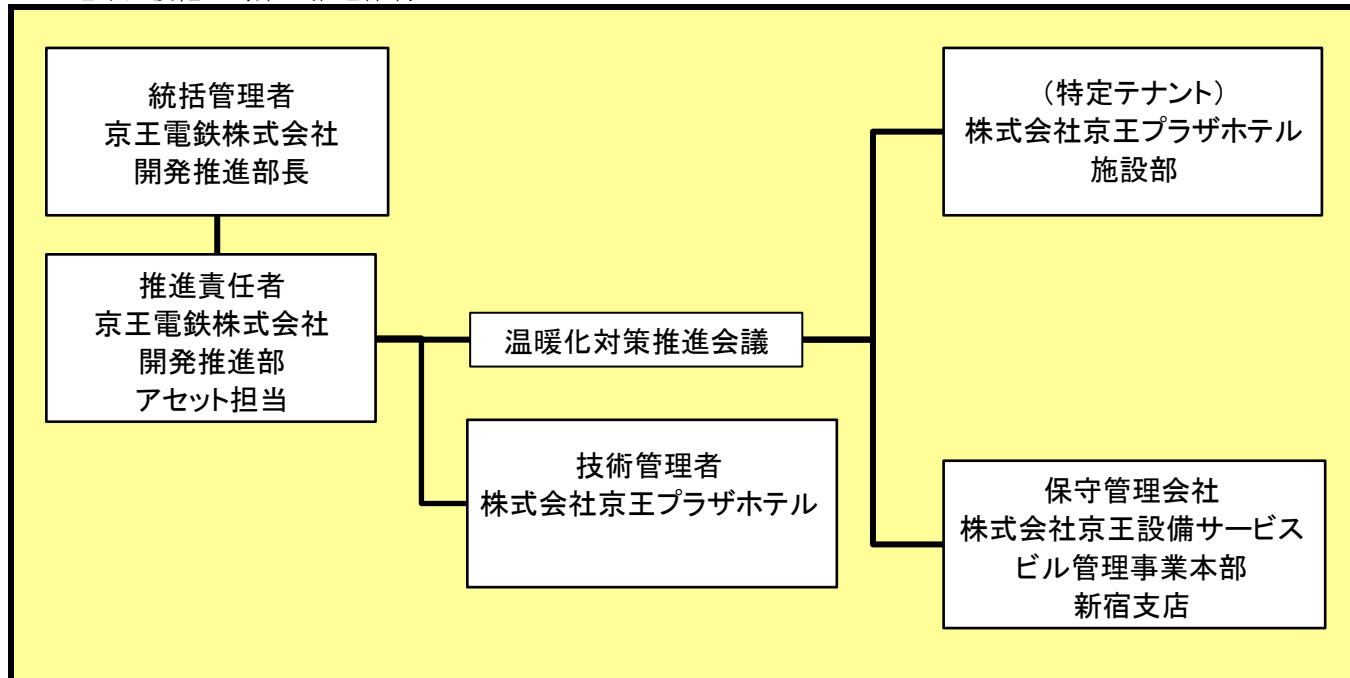 統括管理者
京王電鉄株式会社
開発推進部長
推進責任者
京王電鉄株式会社
開発推進部
アセット担当
温暖化対策推進会議
技術管理者
株式会社京王プラザホテル
（特定テナント）
株式会社京王プラザホテル
施設部
保守管理会社
株式会社京王設備サービス
ビル管理事業本部
新宿支店